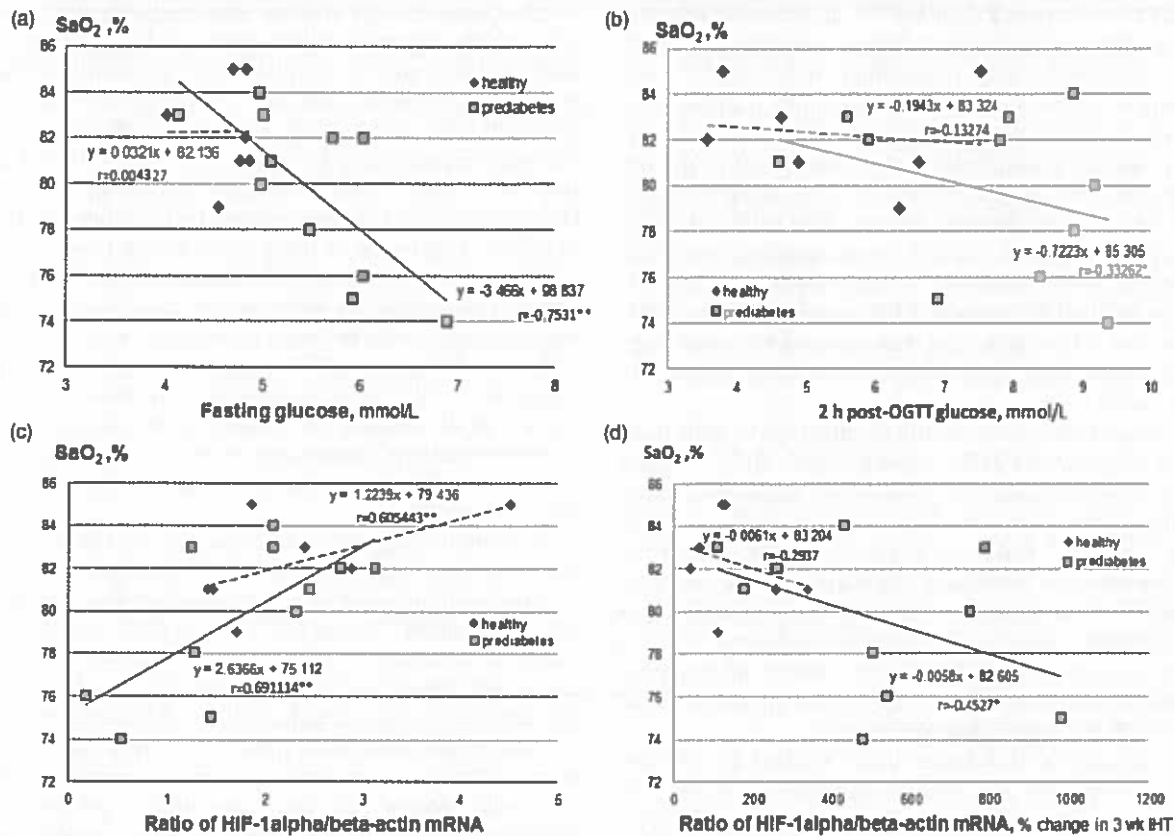 (a) SaO2 ,%
86
84
82
80
78
76
74
72
3 4 5 6 7 8
healthy
prediabetes
y = 0.0321x + 82.136
r=0.004327
y = -3 466x + 98 837
r=-0.7531**
Fasting glucose, mmol/L
(b) SaO2,%
86
84
82
80
78
76
74
72
3 4 5 6 7 8 9 10
y = -0.1943x + 83 324
r=-0.13274
y = -0.7223x + 85 305
r=-0.33262*
healthy
prediabetes
2 h post-OGTT glucose, mmol/L
(c) SaO2,%
86
84
82
80
78
76
74
72
0 1 2 3 4 5
y = 1.2239x + 79 436
r=0.605443**
healthy
prediabetes
y = 2.6366x + 75 112
r=0.691114**
Ratio of HIF-1alpha/beta-actin mRNA
(d) SaO2,%
86
84
82
80
78
76
74
72
0 200 400 600 800 1000 1200
y = -0.0061x + 83 204
r=-0.2937
healthy
prediabetes
y = -0.0058x + 82 605
r=-0.4527*
Ratio of HIF-1alpha/beta-actin mRNA, % change in 3 wk IHT